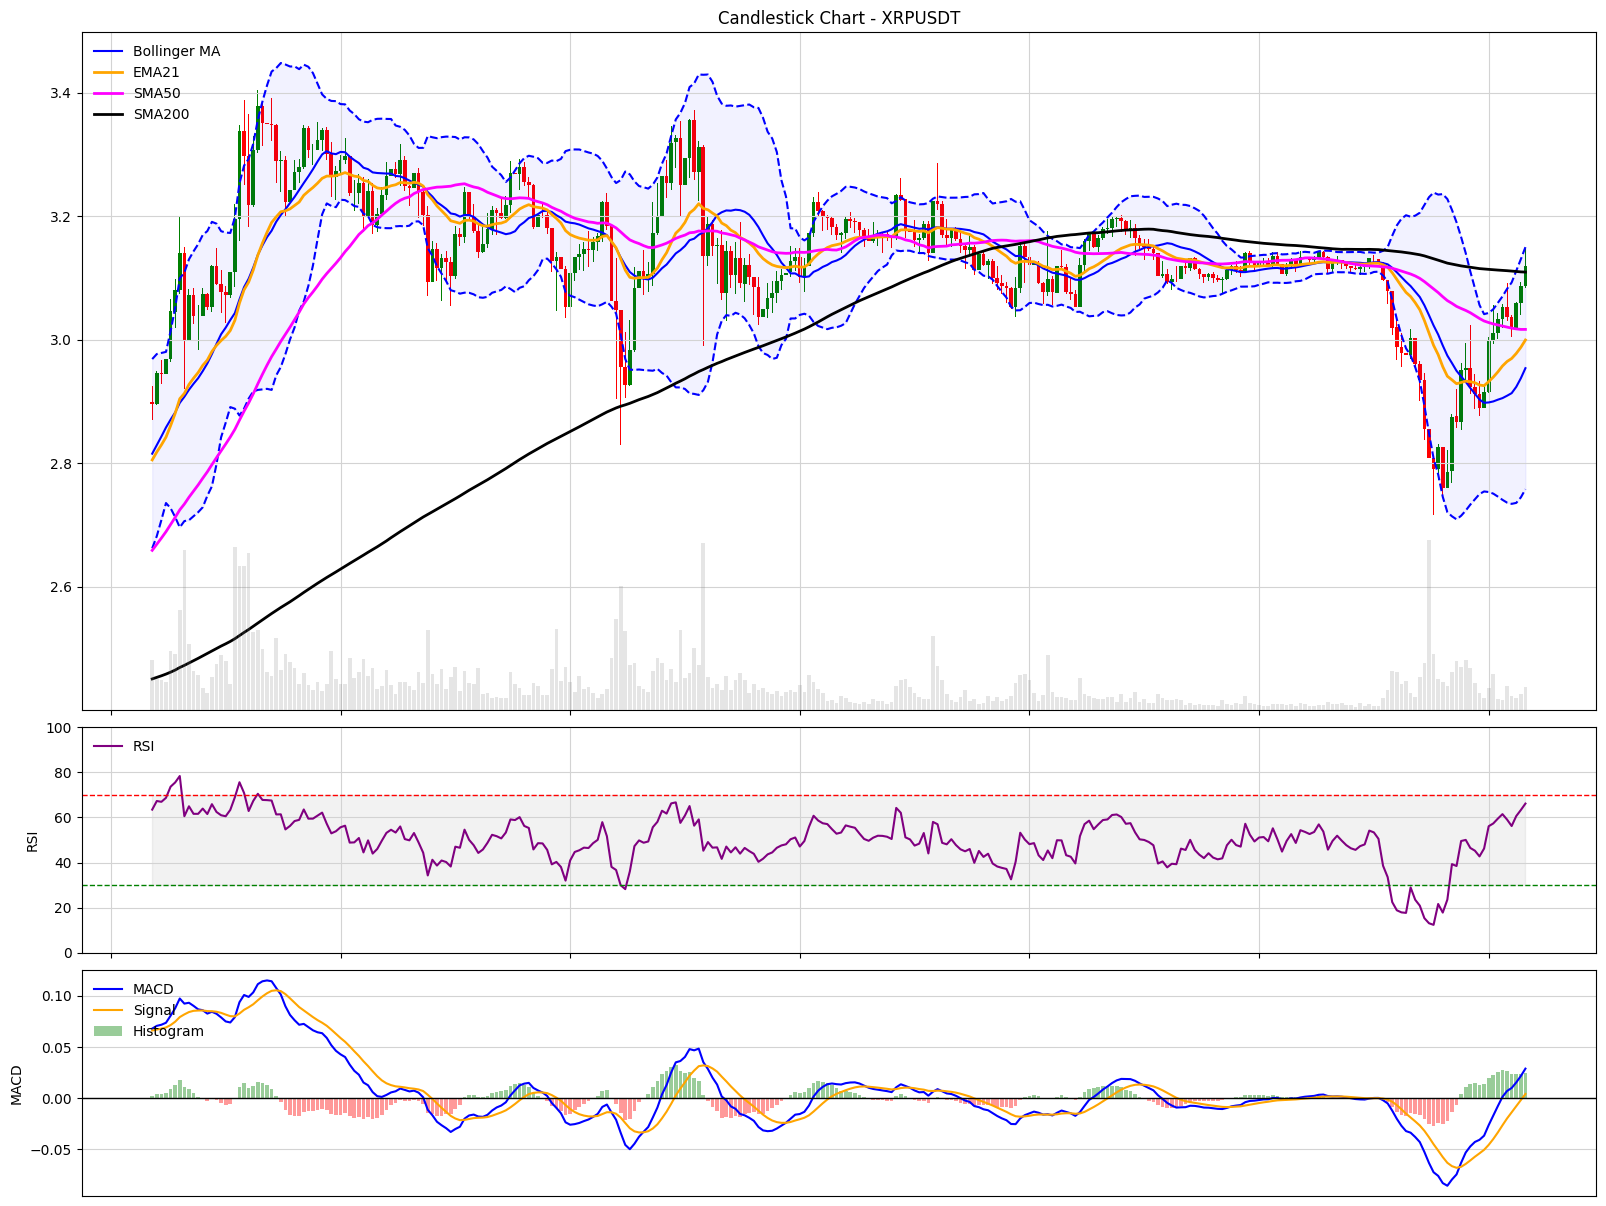 Candlestick Chart - XRPUSDT
Bollinger MA
EMA21
SMA50
SMA200
3.4
3.2
3.0
2.8
2.6
RSI
100
80
60
40
20
0
RSI
MACD
Signal
Histogram
0.10
0.05
0.00
−0.05
MACD